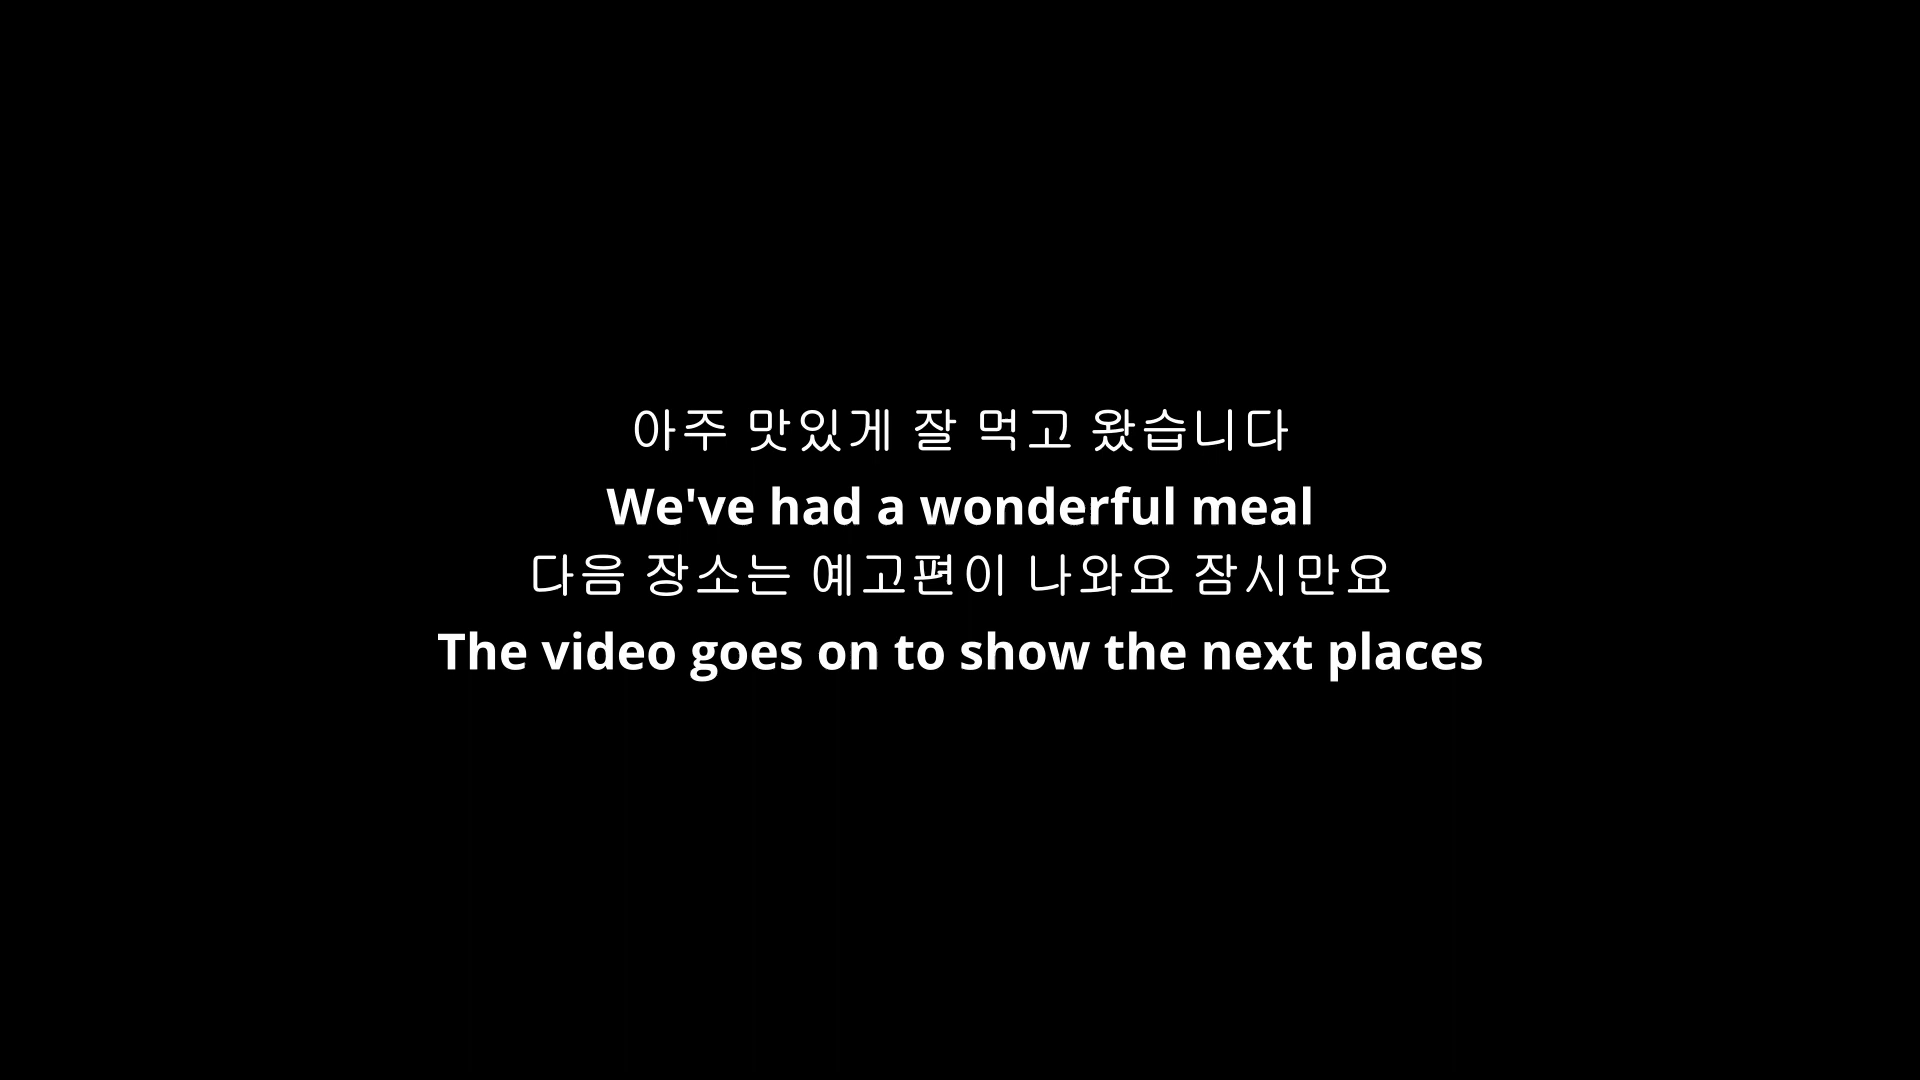 아주 맛있게 잘 먹고 왔습니다
We've had a wonderful meal
다음 장소는 예고편이 나와요 잠시만요
The video goes on to show the next places